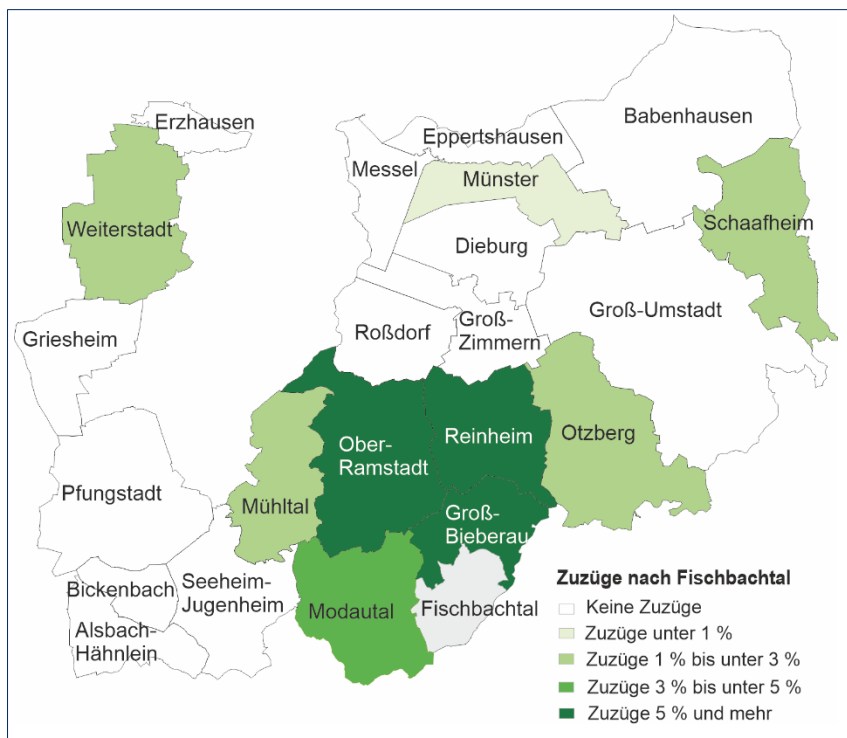 Erzhausen
Babenhausen
Eppertshausen
Messel
Münster
Weiterstadt
Schaafheim
Dieburg
Groß-Umstadt
Griesheim
Roßdorf
Groß-
Zimmern
Ober-
Ramstadt
Reinheim
Otzberg
Pfungstadt
Mühltal
Groß-
Bieberau
Bickenbach
Seeheim-
Jugenheim
Modautal
Fischbachtal
Alsbach-
Hähnlein
Zuzüge nach Fischbachtal
Keine Zuzüge
Zuzüge unter 1 %
Zuzüge 1 % bis unter 3 %
Zuzüge 3 % bis unter 5 %
Zuzüge 5 % und mehr